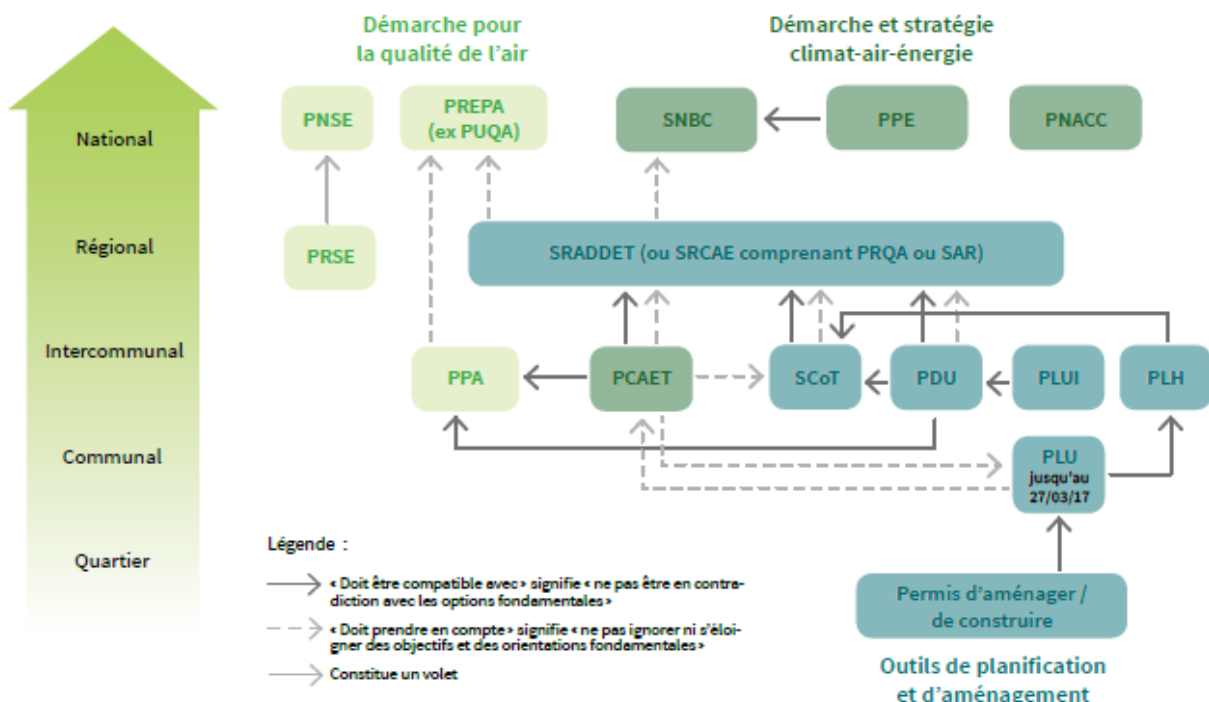 Démarche pour
la qualité de l'air
Démarche et stratégie
climat-air-énergie
National
PNSE
PREPA
(ex PUQA)
SNBC
PPE
PNACC
Régional
PRSE
SRADDET (ou SRCAE comprenant PRQA ou SAR)
Intercommunal
PPA
PCAET
SCoT
PDU
PLUI
PLH
Communal
PLU
jusqu'au
27/03/17
Quartier
Légende :
« Doit être compatible avec » signifie « ne pas être en contra-
diction avec les options fondamentales »
« Doit prendre en compte » signifie « ne pas ignorer ni s'éloi-
gner des objectifs et des orientations fondamentales »
Constitue un volet
Permis d'aménager /
de construire
Outils de planification
et d'aménagement